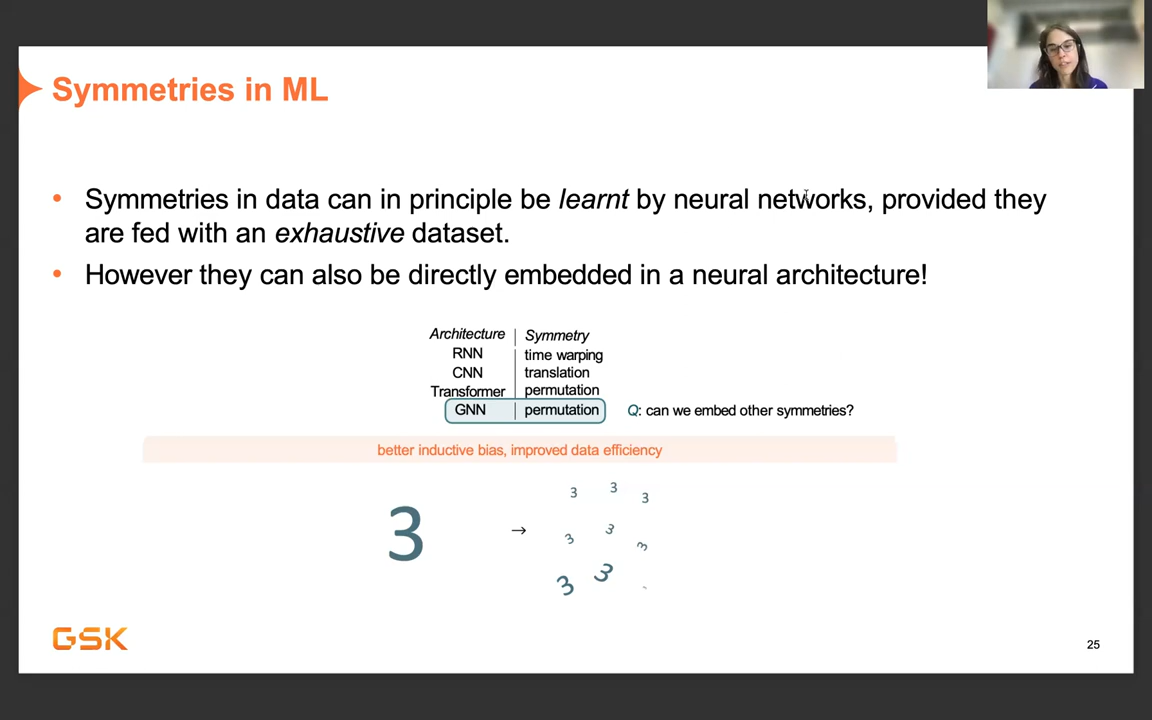 Symmetries in ML
• Symmetries in data can in principle be learnt by neural networks, provided they
are fed with an exhaustive dataset.
• However they can also be directly embedded in a neural architecture!
Architecture | Symmetry
RNN | time warping
CNN | translation
Transformer | permutation
GNN | permutation
Q: can we embed other symmetries?
better inductive bias, improved data efficiency
3 → 3 3 3
3 3 3
3 3
GSK
25